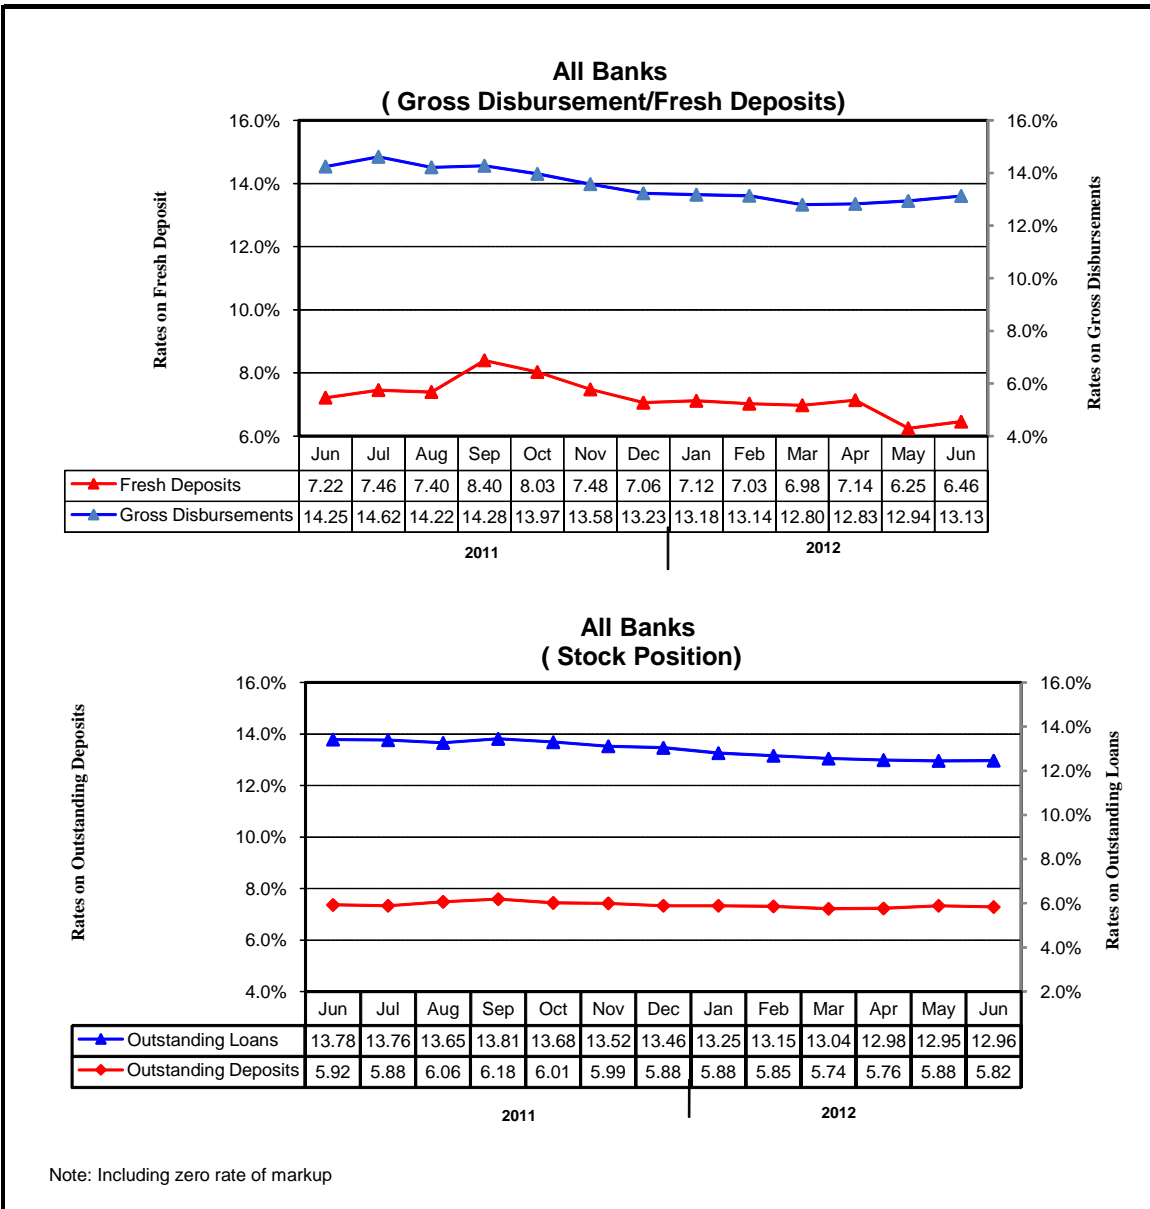 All Banks
( Gross Disbursement/Fresh Deposits)
Rates on Fresh Deposit
16.0%
14.0%
12.0%
10.0%
8.0%
6.0%
16.0%
14.0%
12.0%
10.0%
8.0%
6.0%
4.0%
Rates on Gross Disbursements
Jun Jul Aug Sep Oct Nov Dec Jan Feb Mar Apr May Jun
Fresh Deposits 7.22 7.46 7.40 8.40 8.03 7.48 7.06 7.12 7.03 6.98 7.14 6.25 6.46
Gross Disbursements 14.25 14.62 14.22 14.28 13.97 13.58 13.23 13.18 13.14 12.80 12.83 12.94 13.13
2011 2012
All Banks
( Stock Position)
Rates on Outstanding Deposits
16.0%
14.0%
12.0%
10.0%
8.0%
6.0%
4.0%
16.0%
14.0%
12.0%
10.0%
8.0%
6.0%
4.0%
2.0%
Rates on Outstanding Loans
Jun Jul Aug Sep Oct Nov Dec Jan Feb Mar Apr May Jun
Outstanding Loans 13.78 13.76 13.65 13.81 13.68 13.52 13.46 13.25 13.15 13.04 12.98 12.95 12.96
Outstanding Deposits 5.92 5.88 6.06 6.18 6.01 5.99 5.88 5.88 5.85 5.74 5.76 5.88 5.82
2011 2012
Note: Including zero rate of markup